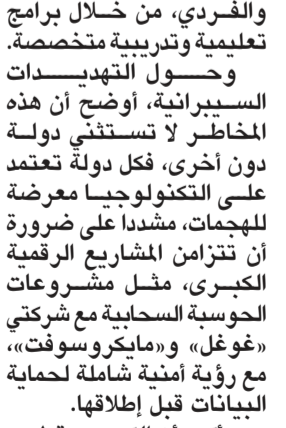 والفردي، من خلال برامج
تعليمية وتدريبية متخصصة.
وحول التهديدات
السيبرانية، أوضح أن هذه
المخاطر لا تستثني دولة
دون أخرى، فكل دولة تعتمد
على التكنولوجيا معرضة
للهجمات، مشددا على ضرورة
أن تتزامن المشاريع الرقمية
الكبرى، مثل مشروعات
الحوسبة السحابية مع شركتي
«غوغل» و«مايكروسوفت»،
مع رؤية أمنية شاملة لحماية
البيانات قبل إطلاقها.